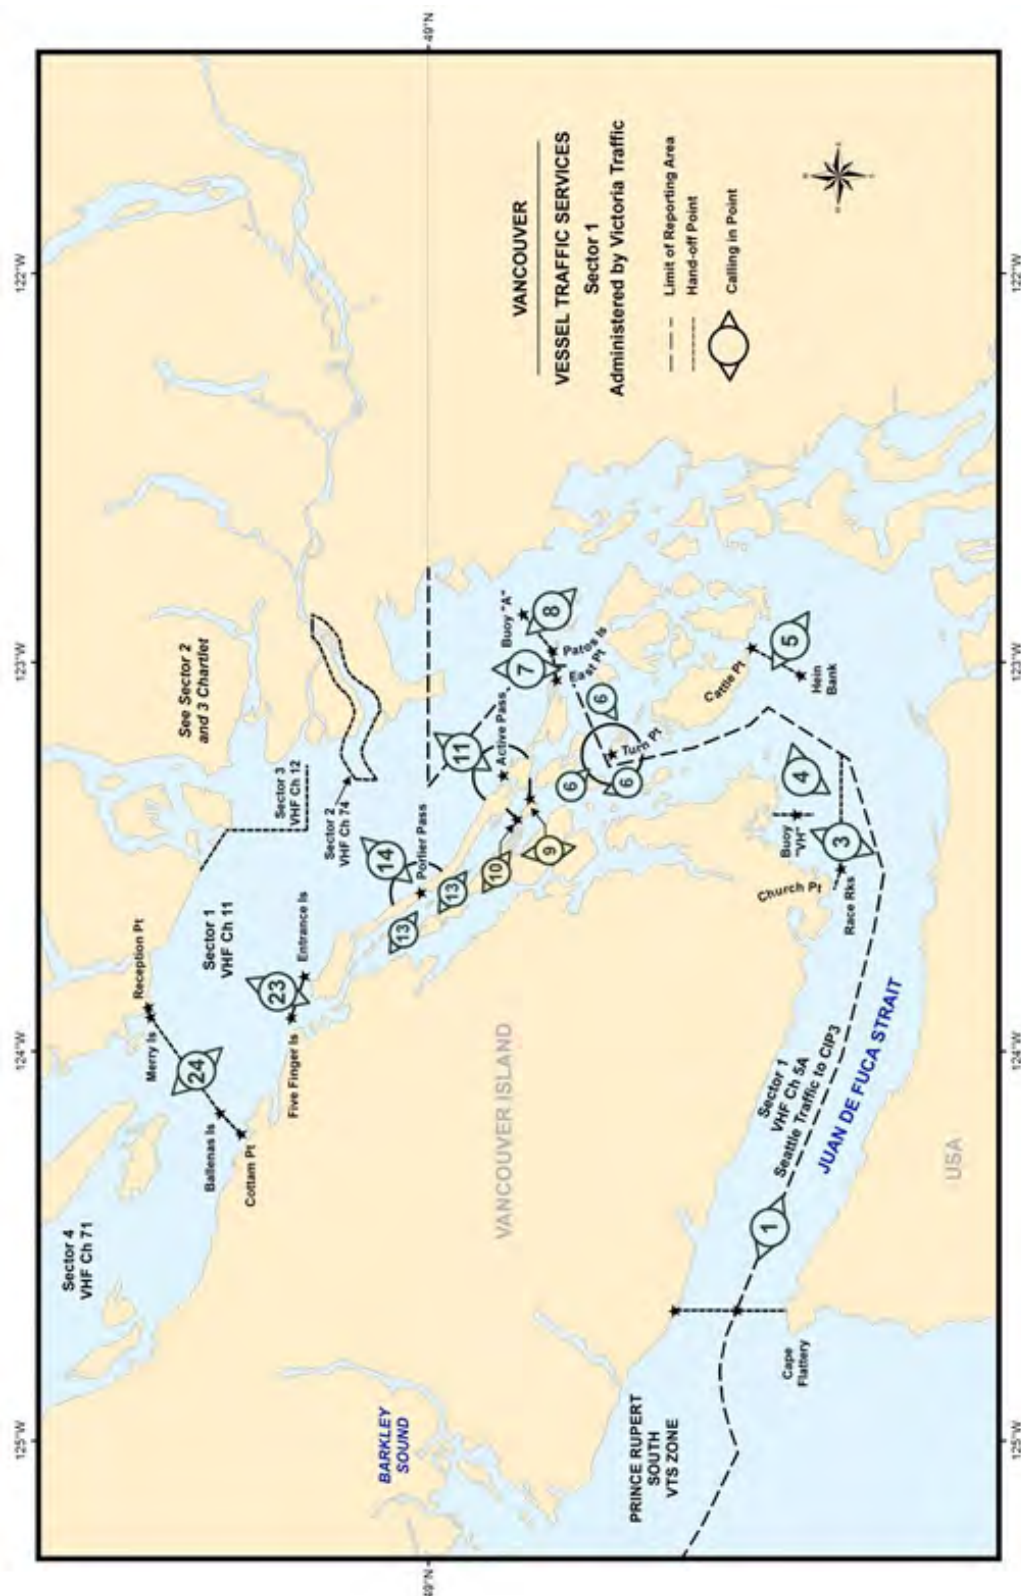 VANCOUVER
VESSEL TRAFFIC SERVICES
Sector 1
Administered by Victoria Traffic
Limit of Reporting Area
Hand-off Point
Calling in Point
125°W
124°W
123°W
122°W
49°N
See Sector 2
and 3 Chartlet
Sector 4
VHF Ch 71
Merry Is
Reception Pt
24
Ballenas Is
Cottam Pt
Sector 1
VHF Ch 11
Sector 3
VHF Ch 12
Sector 2
VHF Ch 74
Five Finger Is
23
Entrance Is
14
Porlier Pass
13
13
11
Active Pass
10
9
7
East Pt
Patos Is
Buoy "A"
8
6
6
6
Turn Pt
Cattle Pt
5
Hein
Bank
4
Buoy
"VH"
Church Pt
3
Race Rks
VANCOUVER ISLAND
BARKLEY
SOUND
PRINCE RUPERT
SOUTH
VTS ZONE
Cape
Flattery
1
Sector 1
VHF Ch 5A
Seattle Traffic to CIP3
JUAN DE FUCA STRAIT
USA
125°W
124°W
123°W
122°W
49°N